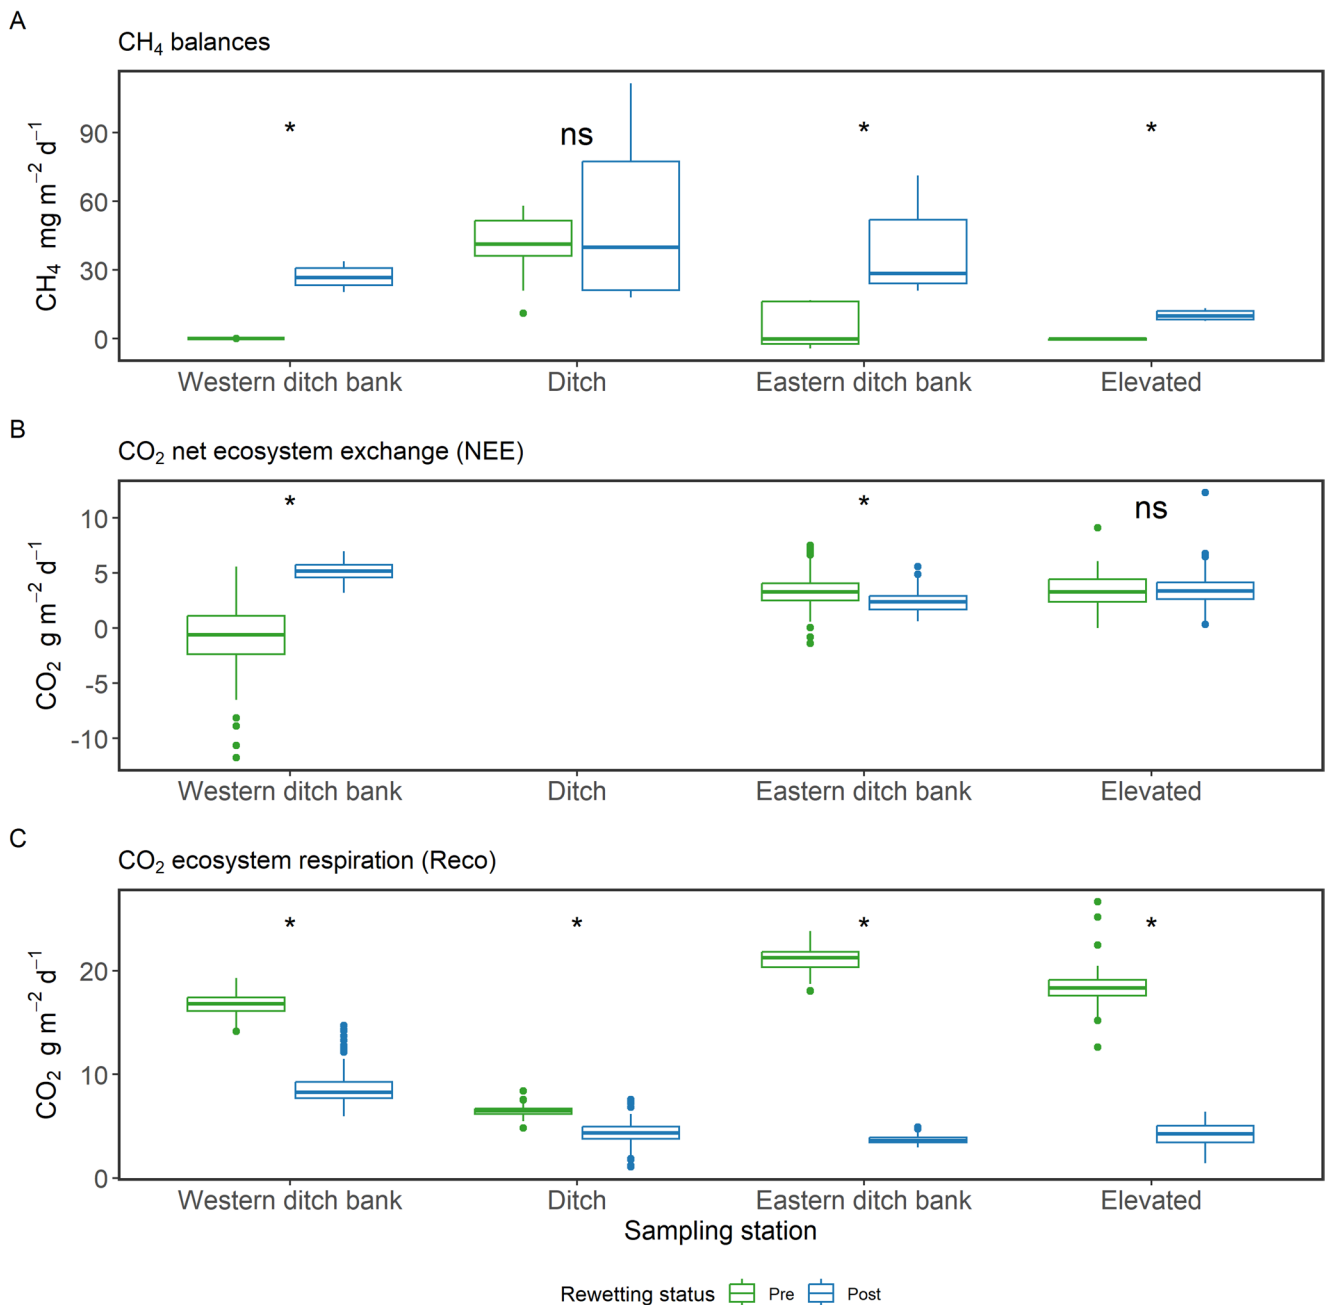 A
CH₄ balances
CH₄ mg m⁻² d⁻¹
90
60
30
0
* ns * *
Western ditch bank Ditch Eastern ditch bank Elevated
B
CO₂ net ecosystem exchange (NEE)
CO₂ g m⁻² d⁻¹
10
5
0
-5
-10
* * ns
Western ditch bank Ditch Eastern ditch bank Elevated
C
CO₂ ecosystem respiration (Reco)
CO₂ g m⁻² d⁻¹
20
10
0
* * * *
Western ditch bank Ditch Eastern ditch bank Elevated
Sampling station
Rewetting status Pre Post